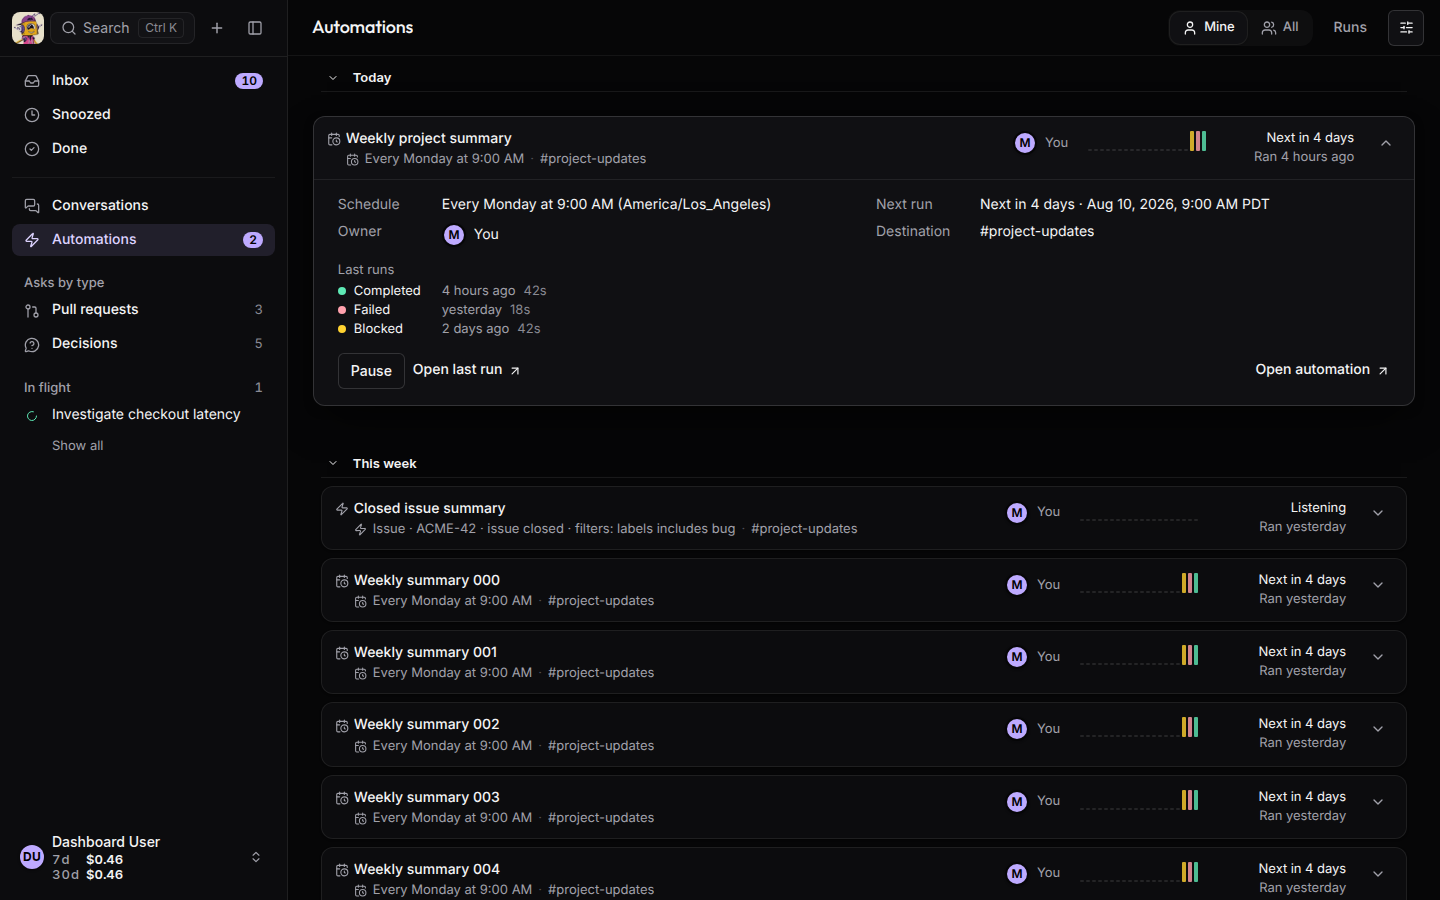 Search Ctrl K
Inbox 10
Snoozed
Done
Conversations
Automations 2
Asks by type
Pull requests 3
Decisions 5
In flight 1
Investigate checkout latency
Show all
DU Dashboard User
7d $0.46
30d $0.46
Automations
Mine All Runs
Today
Weekly project summary
Every Monday at 9:00 AM · #project-updates
M You
Next in 4 days
Ran 4 hours ago
Schedule Every Monday at 9:00 AM (America/Los_Angeles)
Next run Next in 4 days · Aug 10, 2026, 9:00 AM PDT
Owner M You
Destination #project-updates
Last runs
Completed 4 hours ago 42s
Failed yesterday 18s
Blocked 2 days ago 42s
Pause Open last run
Open automation
This week
Closed issue summary
Issue · ACME-42 · issue closed · filters: labels includes bug · #project-updates
M You
Listening
Ran yesterday
Weekly summary 000
Every Monday at 9:00 AM · #project-updates
M You
Next in 4 days
Ran yesterday
Weekly summary 001
Every Monday at 9:00 AM · #project-updates
M You
Next in 4 days
Ran yesterday
Weekly summary 002
Every Monday at 9:00 AM · #project-updates
M You
Next in 4 days
Ran yesterday
Weekly summary 003
Every Monday at 9:00 AM · #project-updates
M You
Next in 4 days
Ran yesterday
Weekly summary 004
Every Monday at 9:00 AM · #project-updates
M You
Next in 4 days
Ran yesterday